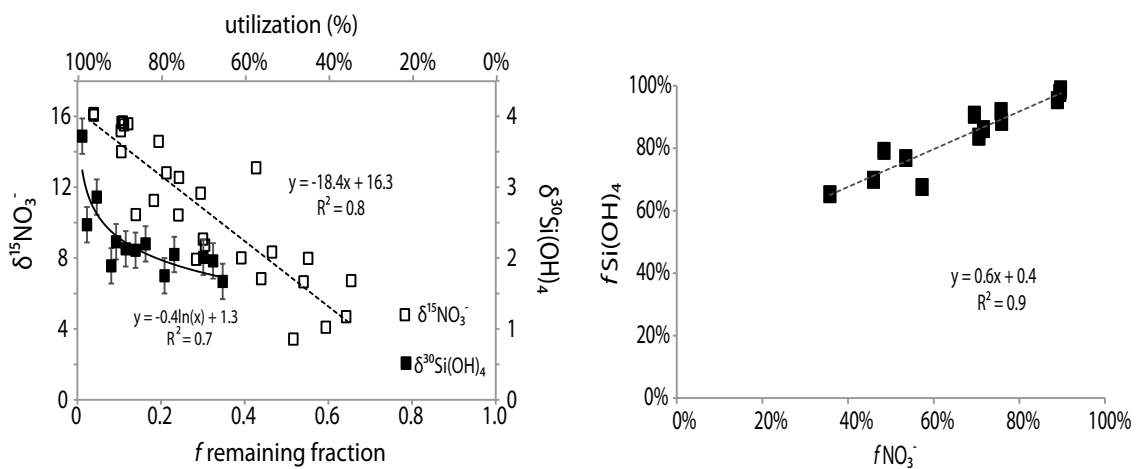 utilization (%)
100% 80% 60% 40% 20% 0%
16
12
8
4
0
δ¹⁵NO₃⁻
4
3
2
1
0
δ³⁰Si(OH)₄
y = -18.4x + 16.3
R² = 0.8
y = -0.4ln(x) + 1.3
R² = 0.7
δ¹⁵NO₃⁻
δ³⁰Si(OH)₄
0 0.2 0.4 0.6 0.8 1.0
f remaining fraction
100%
80%
60%
40%
20%
0%
f Si(OH)₄
y = 0.6x + 0.4
R² = 0.9
0% 20% 40% 60% 80% 100%
f NO₃⁻